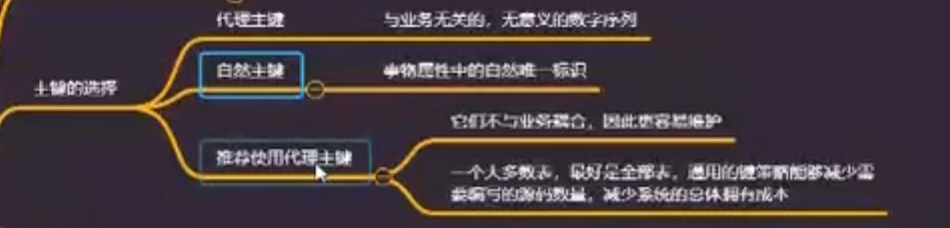 代理主键
与业务无关的，无意义的数字序列
主键的选择
自然主键
事物属性中的自然唯一标识
它们不与业务耦合，因此更容易维护
推荐使用代理主键
一个大多数表，最好是全部表，通用的键策略能够减少需
要编写的源码数量，减少系统的总体拥有成本